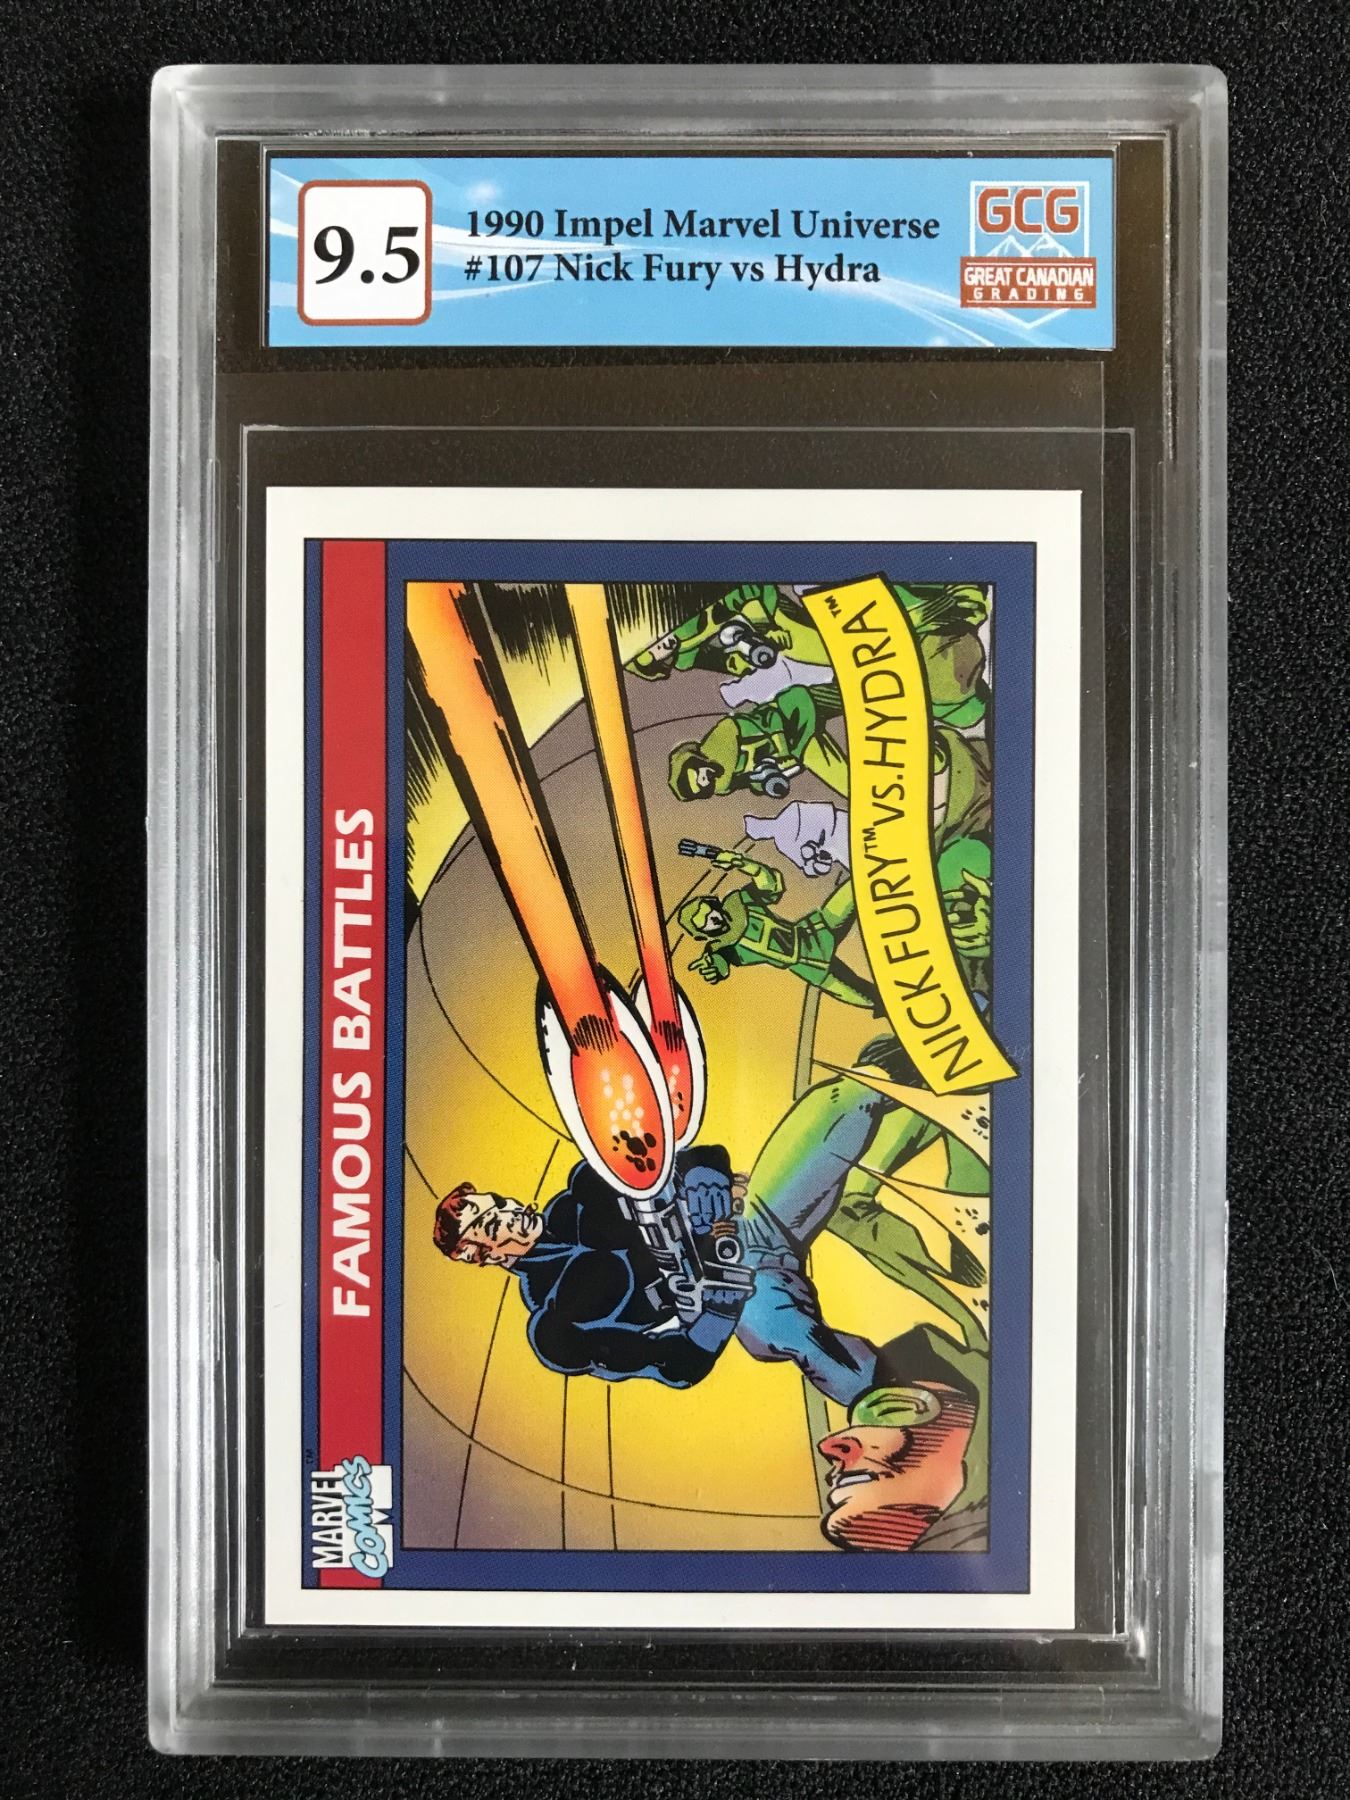 9.5
1990 Impel Marvel Universe
#107 Nick Fury vs Hydra
GCG
GREAT CANADIAN
GRADING
FAMOUS BATTLES
MARVEL™
COMICS
NICK FURY™ VS. HYDRA™